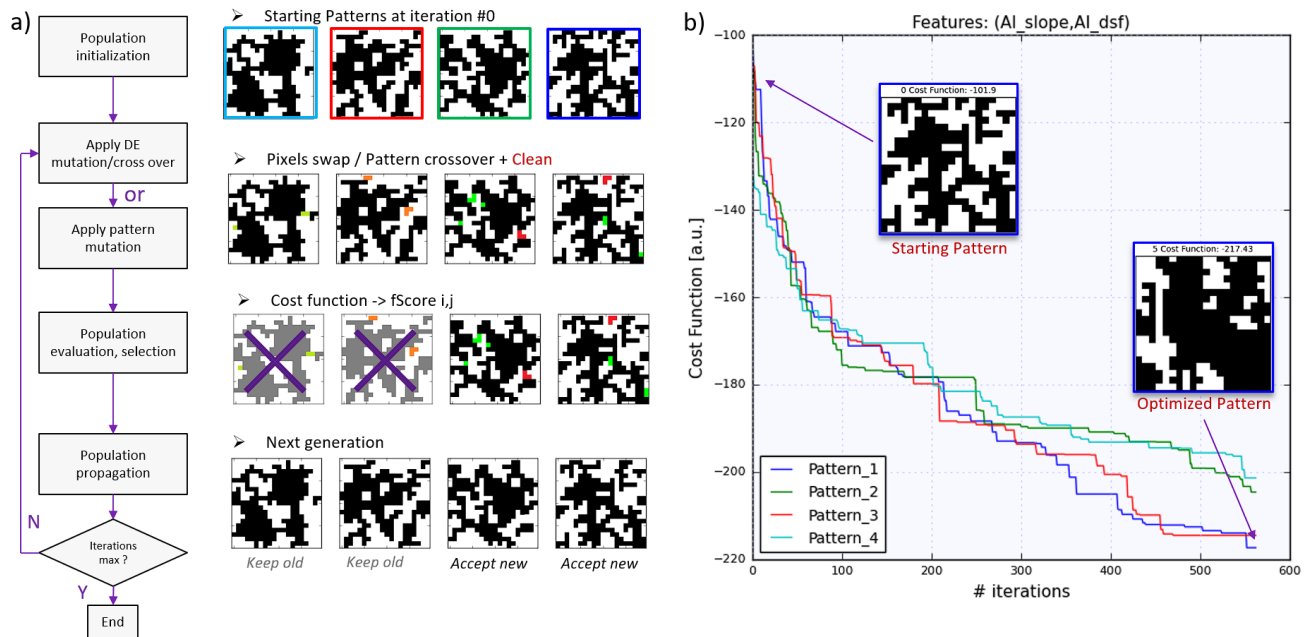 a)
Population
initialization
Apply DE
mutation/cross over
or
Apply pattern
mutation
Population
evaluation, selection
Population
propagation
N
Iterations
max ?
Y
End
➢ Starting Patterns at iteration #0
➢ Pixels swap / Pattern crossover + Clean
➢ Cost function -> fScore i,j
➢ Next generation
Keep old
Keep old
Accept new
Accept new
b)
Features: (AI_slope,AI_dsf)
Cost Function [a.u.]
−100
−120
−140
−160
−180
−200
−220
0
100
200
300
400
500
600
# iterations
0 Cost Function: -101.9
Starting Pattern
5 Cost Function: -217.43
Optimized Pattern
Pattern_1
Pattern_2
Pattern_3
Pattern_4